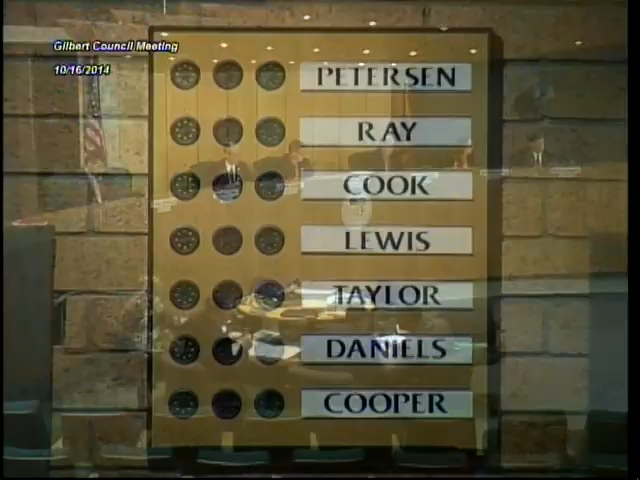 Gilbert Council Meeting
10/16/2014
PETERSEN
RAY
COOK
LEWIS
TAYLOR
DANIELS
COOPER